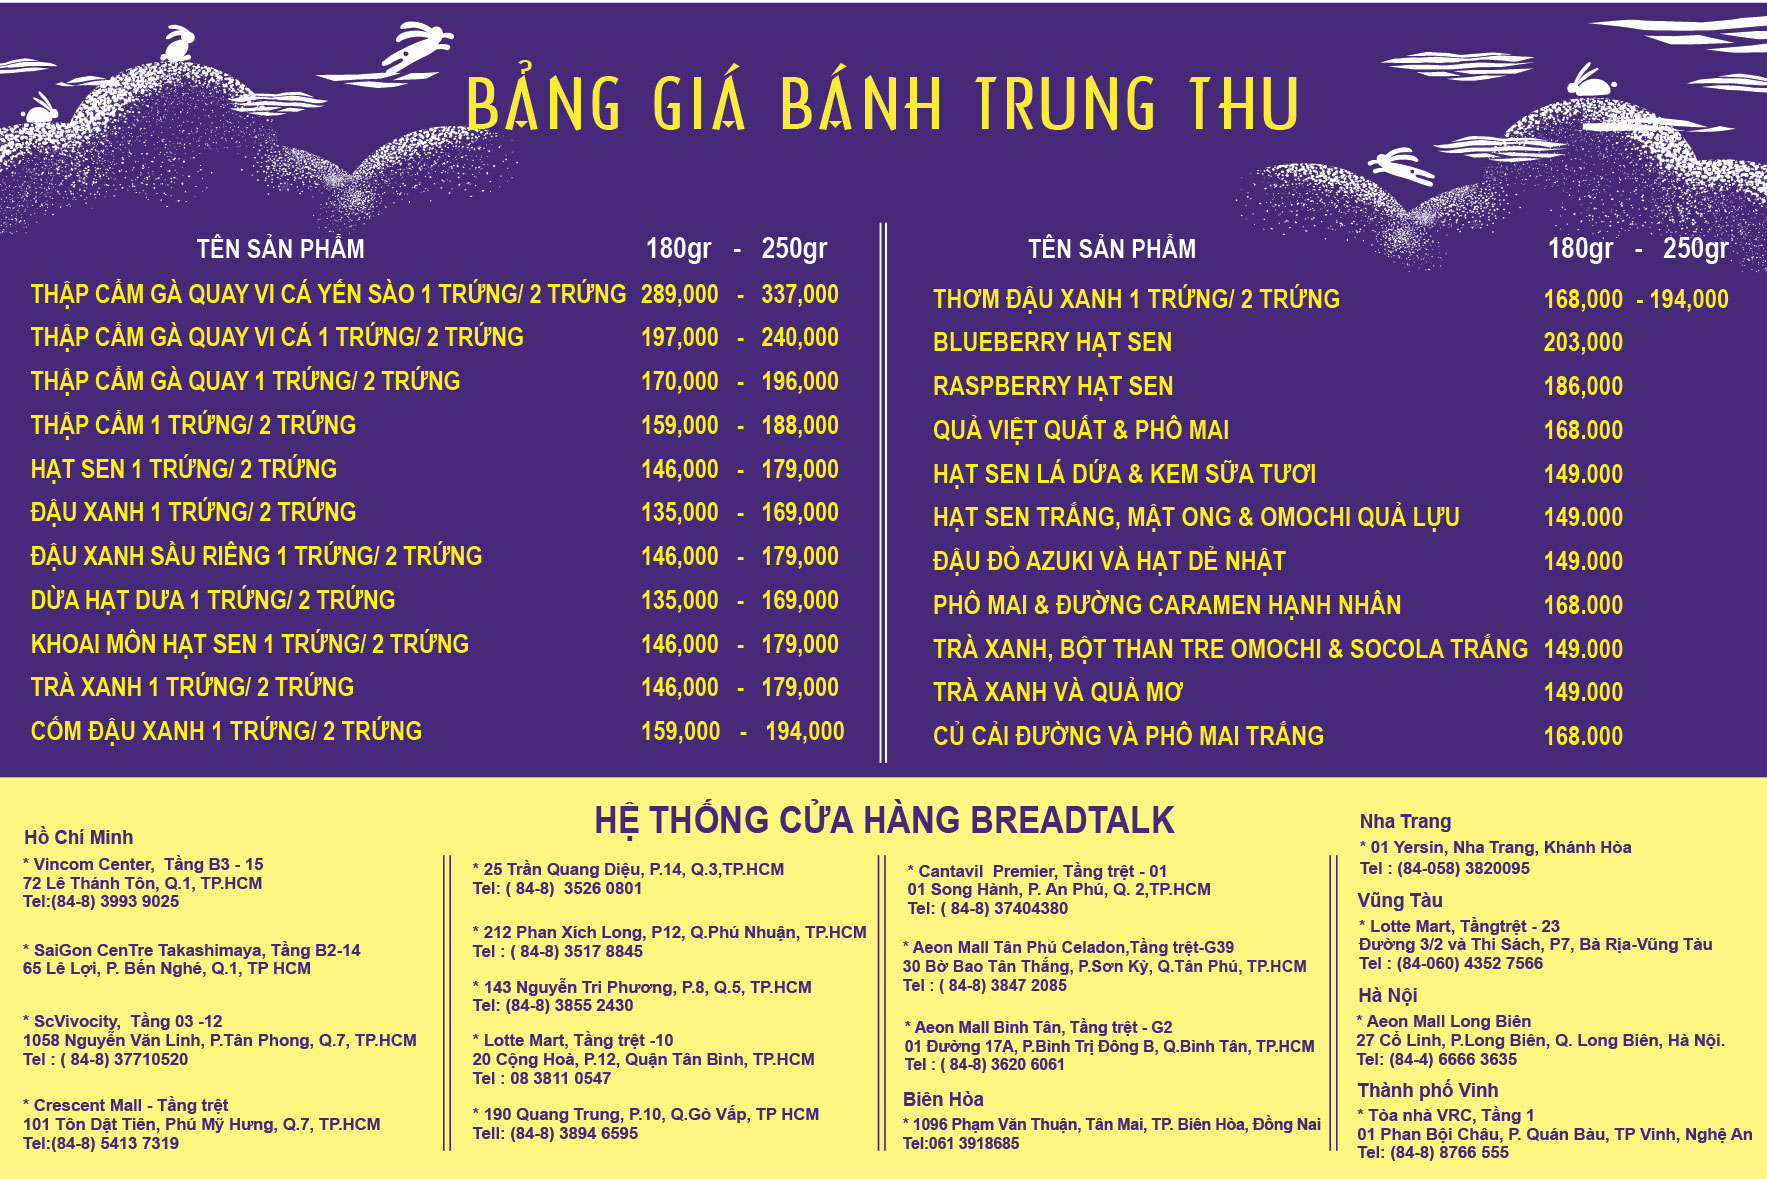 BẢNG GIÁ BÁNH TRUNG THU
TÊN SẢN PHẨM 180gr - 250gr
THẬP CẨM GÀ QUAY VI CÁ YẾN SÀO 1 TRỨNG/ 2 TRỨNG 289,000 - 337,000
THẬP CẨM GÀ QUAY VI CÁ 1 TRỨNG/ 2 TRỨNG 197,000 - 240,000
THẬP CẨM GÀ QUAY 1 TRỨNG/ 2 TRỨNG 170,000 - 196,000
THẬP CẨM 1 TRỨNG/ 2 TRỨNG 159,000 - 188,000
HẠT SEN 1 TRỨNG/ 2 TRỨNG 146,000 - 179,000
ĐẬU XANH 1 TRỨNG/ 2 TRỨNG 135,000 - 169,000
ĐẬU XANH SẦU RIÊNG 1 TRỨNG/ 2 TRỨNG 146,000 - 179,000
DỪA HẠT DƯA 1 TRỨNG/ 2 TRỨNG 135,000 - 169,000
KHOAI MÔN HẠT SEN 1 TRỨNG/ 2 TRỨNG 146,000 - 179,000
TRÀ XANH 1 TRỨNG/ 2 TRỨNG 146,000 - 179,000
CỐM ĐẬU XANH 1 TRỨNG/ 2 TRỨNG 159,000 - 194,000
TÊN SẢN PHẨM 180gr - 250gr
THƠM ĐẬU XANH 1 TRỨNG/ 2 TRỨNG 168,000 - 194,000
BLUEBERRY HẠT SEN 203,000
RASPBERRY HẠT SEN 186,000
QUẢ VIỆT QUẤT & PHÔ MAI 168.000
HẠT SEN LÁ DỨA & KEM SỮA TƯƠI 149.000
HẠT SEN TRẮNG, MẬT ONG & OMOCHI QUẢ LỰU 149.000
ĐẬU ĐỎ AZUKI VÀ HẠT DẺ NHẬT 149.000
PHÔ MAI & ĐƯỜNG CARAMEN HẠNH NHÂN 168.000
TRÀ XANH, BỘT THAN TRE OMOCHI & SOCOLA TRẮNG 149.000
TRÀ XANH VÀ QUẢ MƠ 149.000
CỦ CẢI ĐƯỜNG VÀ PHÔ MAI TRẮNG 168.000
HỆ THỐNG CỬA HÀNG BREADTALK
Hồ Chí Minh
* Vincom Center, Tầng B3 - 15
72 Lê Thánh Tôn, Q.1, TP.HCM
Tel:(84-8) 3993 9025
* SaiGon CenTre Takashimaya, Tầng B2-14
65 Lê Lợi, P. Bến Nghé, Q.1, TP HCM
* ScVivocity, Tầng 03 -12
1058 Nguyễn Văn Linh, P.Tân Phong, Q.7, TP.HCM
Tel : ( 84-8) 37710520
* Crescent Mall - Tầng trệt
101 Tôn Dật Tiên, Phú Mỹ Hưng, Q.7, TP.HCM
Tel:(84-8) 5413 7319
* 25 Trần Quang Diệu, P.14, Q.3,TP.HCM
Tel: ( 84-8) 3526 0801
* 212 Phan Xích Long, P12, Q.Phú Nhuận, TP.HCM
Tel : ( 84-8) 3517 8845
* 143 Nguyễn Tri Phương, P.8, Q.5, TP.HCM
Tel: (84-8) 3855 2430
* Lotte Mart, Tầng trệt -10
20 Cộng Hoà, P.12, Quận Tân Bình, TP.HCM
Tel : 08 3811 0547
* 190 Quang Trung, P.10, Q.Gò Vấp, TP HCM
Tell: (84-8) 3894 6595
* Cantavil Premier, Tầng trệt - 01
01 Song Hành, P. An Phú, Q. 2,TP.HCM
Tel: ( 84-8) 37404380
* Aeon Mall Tân Phú Celadon,Tầng trệt-G39
30 Bờ Bao Tân Thắng, P.Sơn Kỳ, Q.Tân Phú, TP.HCM
Tel : ( 84-8) 3847 2085
* Aeon Mall Bình Tân, Tầng trệt - G2
01 Đường 17A, P.Bình Trị Đông B, Q.Bình Tân, TP.HCM
Tel : ( 84-8) 3620 6061
Biên Hòa
* 1096 Phạm Văn Thuận, Tân Mai, TP. Biên Hòa, Đồng Nai
Tel:061 3918685
Nha Trang
* 01 Yersin, Nha Trang, Khánh Hòa
Tel : (84-058) 3820095
Vũng Tàu
* Lotte Mart, Tầngtrệt - 23
Đường 3/2 và Thi Sách, P7, Bà Rịa-Vũng Tàu
Tel : (84-060) 4352 7566
Hà Nội
* Aeon Mall Long Biên
27 Cổ Linh, P.Long Biên, Q. Long Biên, Hà Nội.
Tel: (84-4) 6666 3635
Thành phố Vinh
* Tòa nhà VRC, Tầng 1
01 Phan Bội Châu, P. Quán Bàu, TP Vinh, Nghệ An
Tel: (84-8) 8766 555